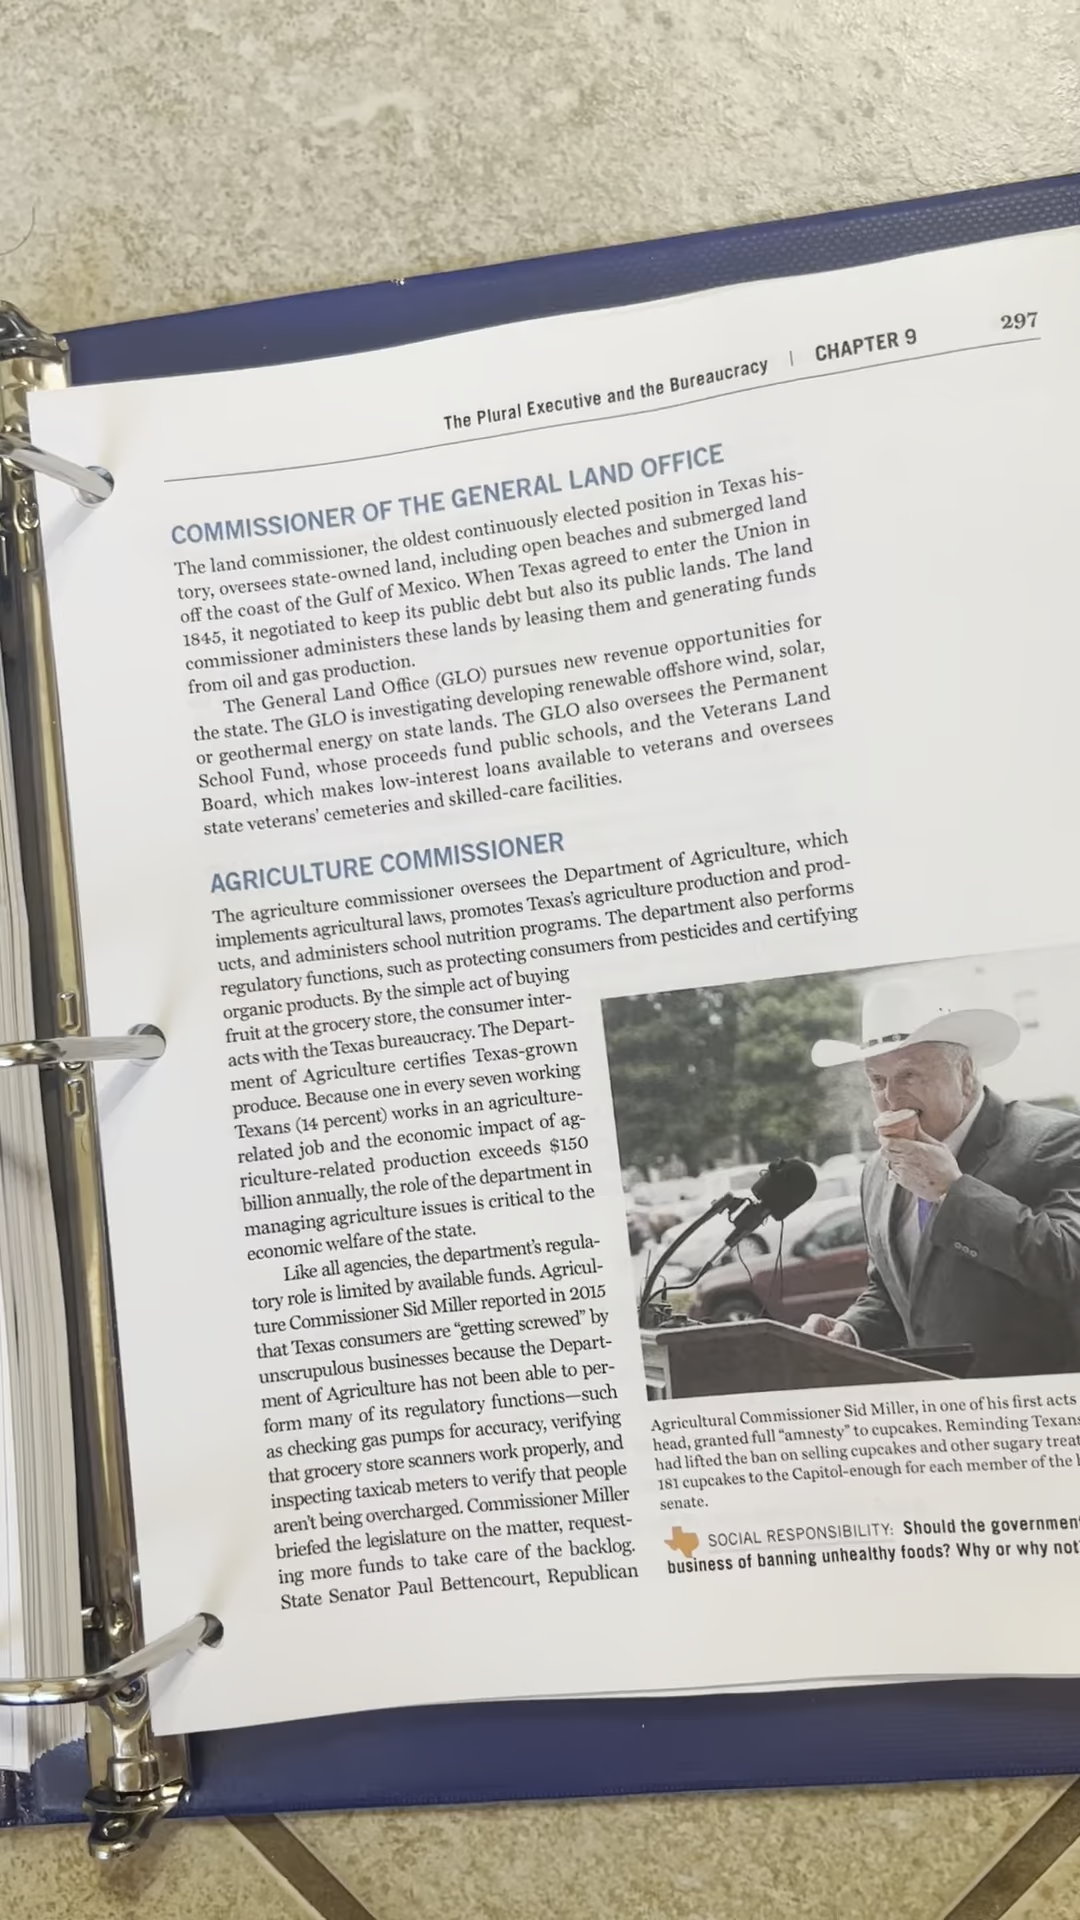 The Plural Executive and the Bureaucracy | CHAPTER 9 297
COMMISSIONER OF THE GENERAL LAND OFFICE
The land commissioner, the oldest continuously elected position in Texas his-
tory, oversees state-owned land, including open beaches and submerged land
off the coast of the Gulf of Mexico. When Texas agreed to enter the Union in
1845, it negotiated to keep its public debt but also its public lands. The land
commissioner administers these lands by leasing them and generating funds
from oil and gas production.
The General Land Office (GLO) pursues new revenue opportunities for
the state. The GLO is investigating developing renewable offshore wind, solar,
or geothermal energy on state lands. The GLO also oversees the Permanent
School Fund, whose proceeds fund public schools, and the Veterans Land
Board, which makes low-interest loans available to veterans and oversees
state veterans' cemeteries and skilled-care facilities.
AGRICULTURE COMMISSIONER
The agriculture commissioner oversees the Department of Agriculture, which
implements agricultural laws, promotes Texas's agriculture production and prod-
ucts, and administers school nutrition programs. The department also performs
regulatory functions, such as protecting consumers from pesticides and certifying
organic products. By the simple act of buying
fruit at the grocery store, the consumer inter-
acts with the Texas bureaucracy. The Depart-
ment of Agriculture certifies Texas-grown
produce. Because one in every seven working
Texans (14 percent) works in an agriculture-
related job and the economic impact of ag-
riculture-related production exceeds $150
billion annually, the role of the department in
managing agriculture issues is critical to the
economic welfare of the state.
Like all agencies, the department's regula-
tory role is limited by available funds. Agricul-
ture Commissioner Sid Miller reported in 2015
that Texas consumers are "getting screwed" by
unscrupulous businesses because the Depart-
ment of Agriculture has not been able to per-
form many of its regulatory functions—such
as checking gas pumps for accuracy, verifying
that grocery store scanners work properly, and
inspecting taxicab meters to verify that people
aren't being overcharged. Commissioner Miller
briefed the legislature on the matter, request-
ing more funds to take care of the backlog.
State Senator Paul Bettencourt, Republican
Agricultural Commissioner Sid Miller, in one of his first acts
head, granted full "amnesty" to cupcakes. Reminding Texans
had lifted the ban on selling cupcakes and other sugary treat
181 cupcakes to the Capitol-enough for each member of the
senate.
SOCIAL RESPONSIBILITY: Should the government
business of banning unhealthy foods? Why or why not?